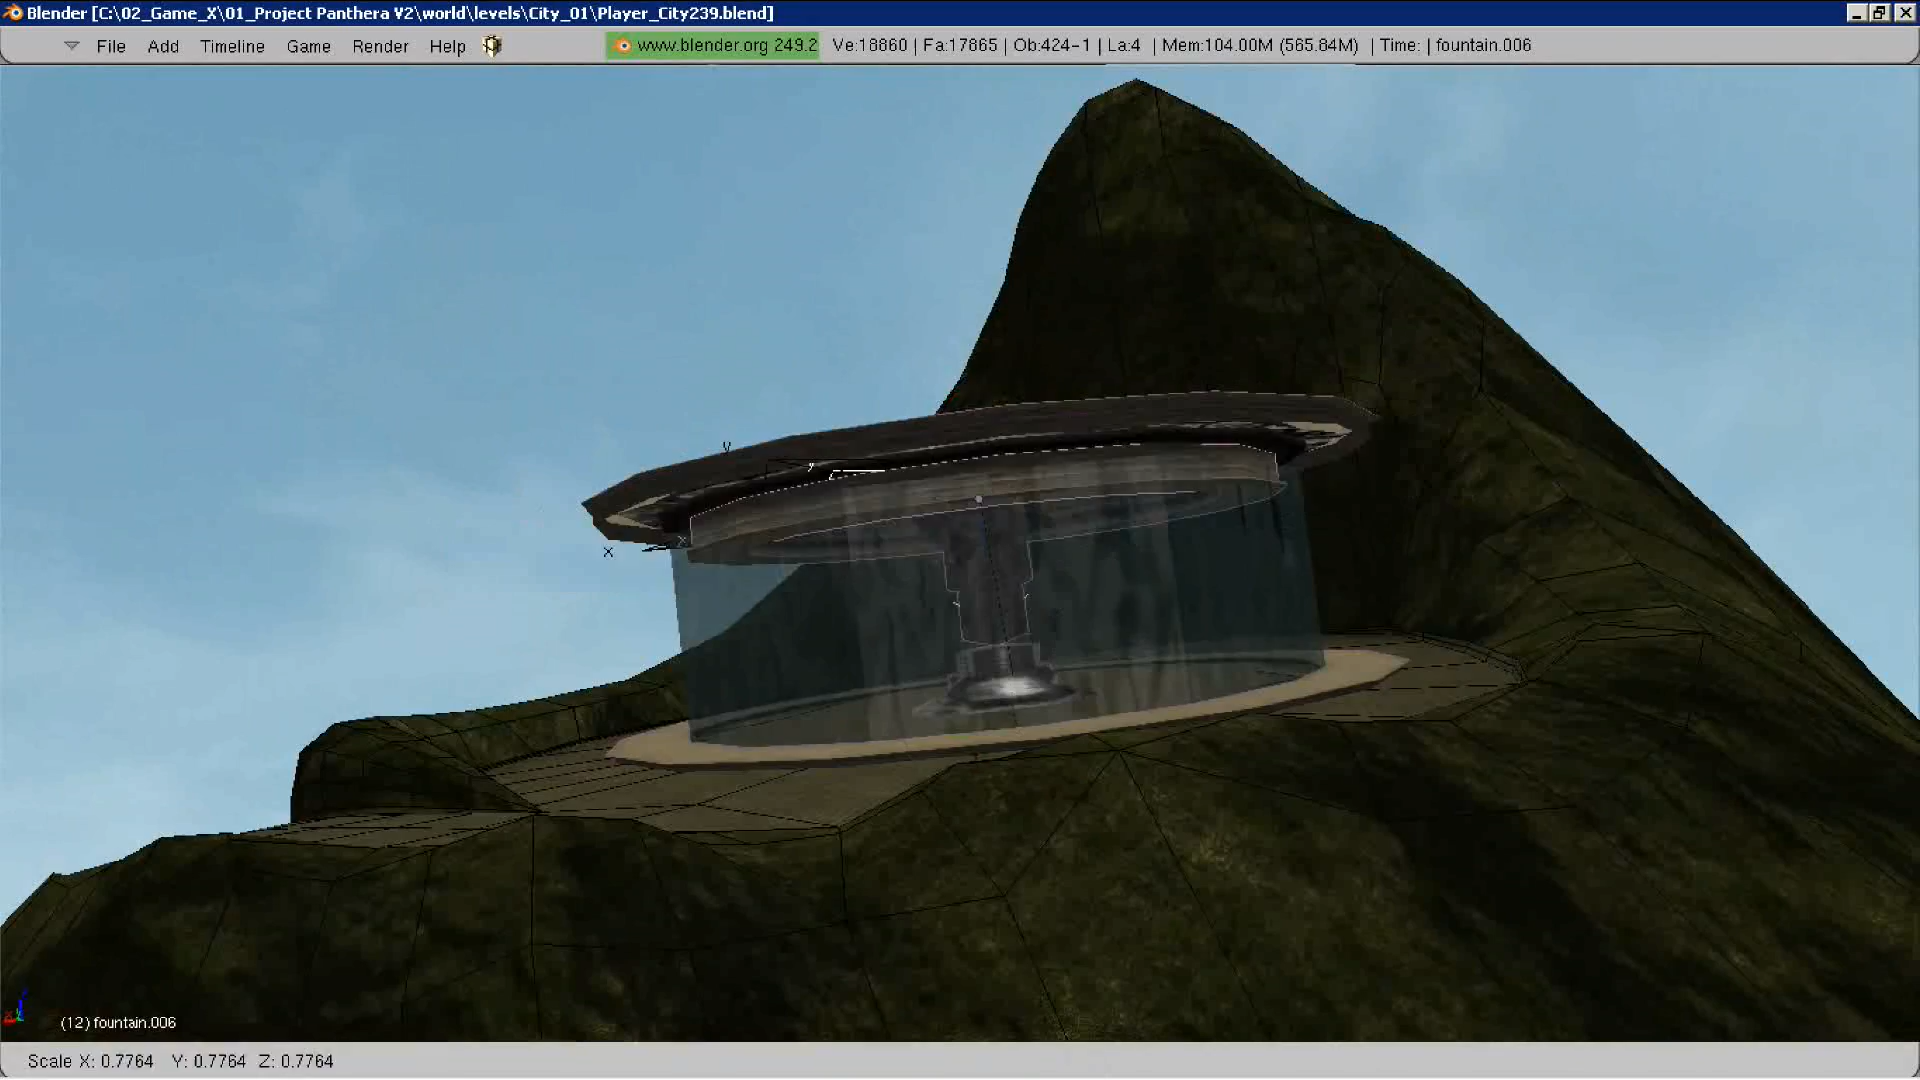 Blender [C:\02_Game_X\01_Project Panthera V2\world\levels\City_01\Player_City239.blend]
File Add Timeline Game Render Help www.blender.org 249.2 Ve:18860 | Fa:17865 | Ob:424-1 | La:4 | Mem:104.00M (565.84M) | Time: | fountain.006
y
y
x
x
(12) fountain.006
Scale X: 0.7764 Y: 0.7764 Z: 0.7764